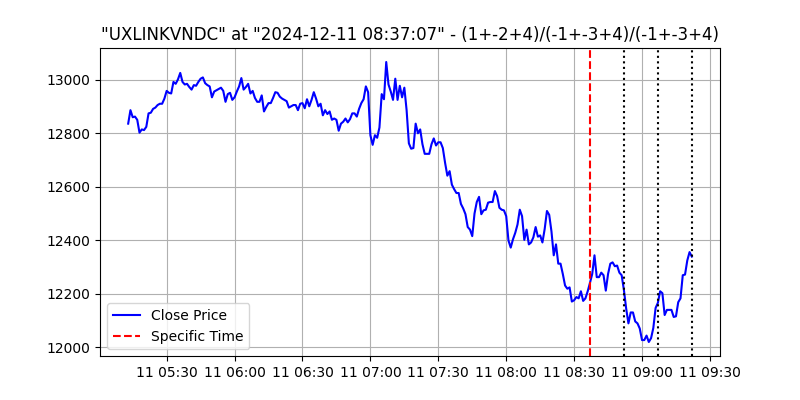 "UXLINKVNDC" at "2024-12-11 08:37:07" - (1+-2+4)/(-1+-3+4)/(-1+-3+4)
13000
12800
12600
12400
12200
12000
Close Price
Specific Time
11 05:30 11 06:00 11 06:30 11 07:00 11 07:30 11 08:00 11 08:30 11 09:00 11 09:30